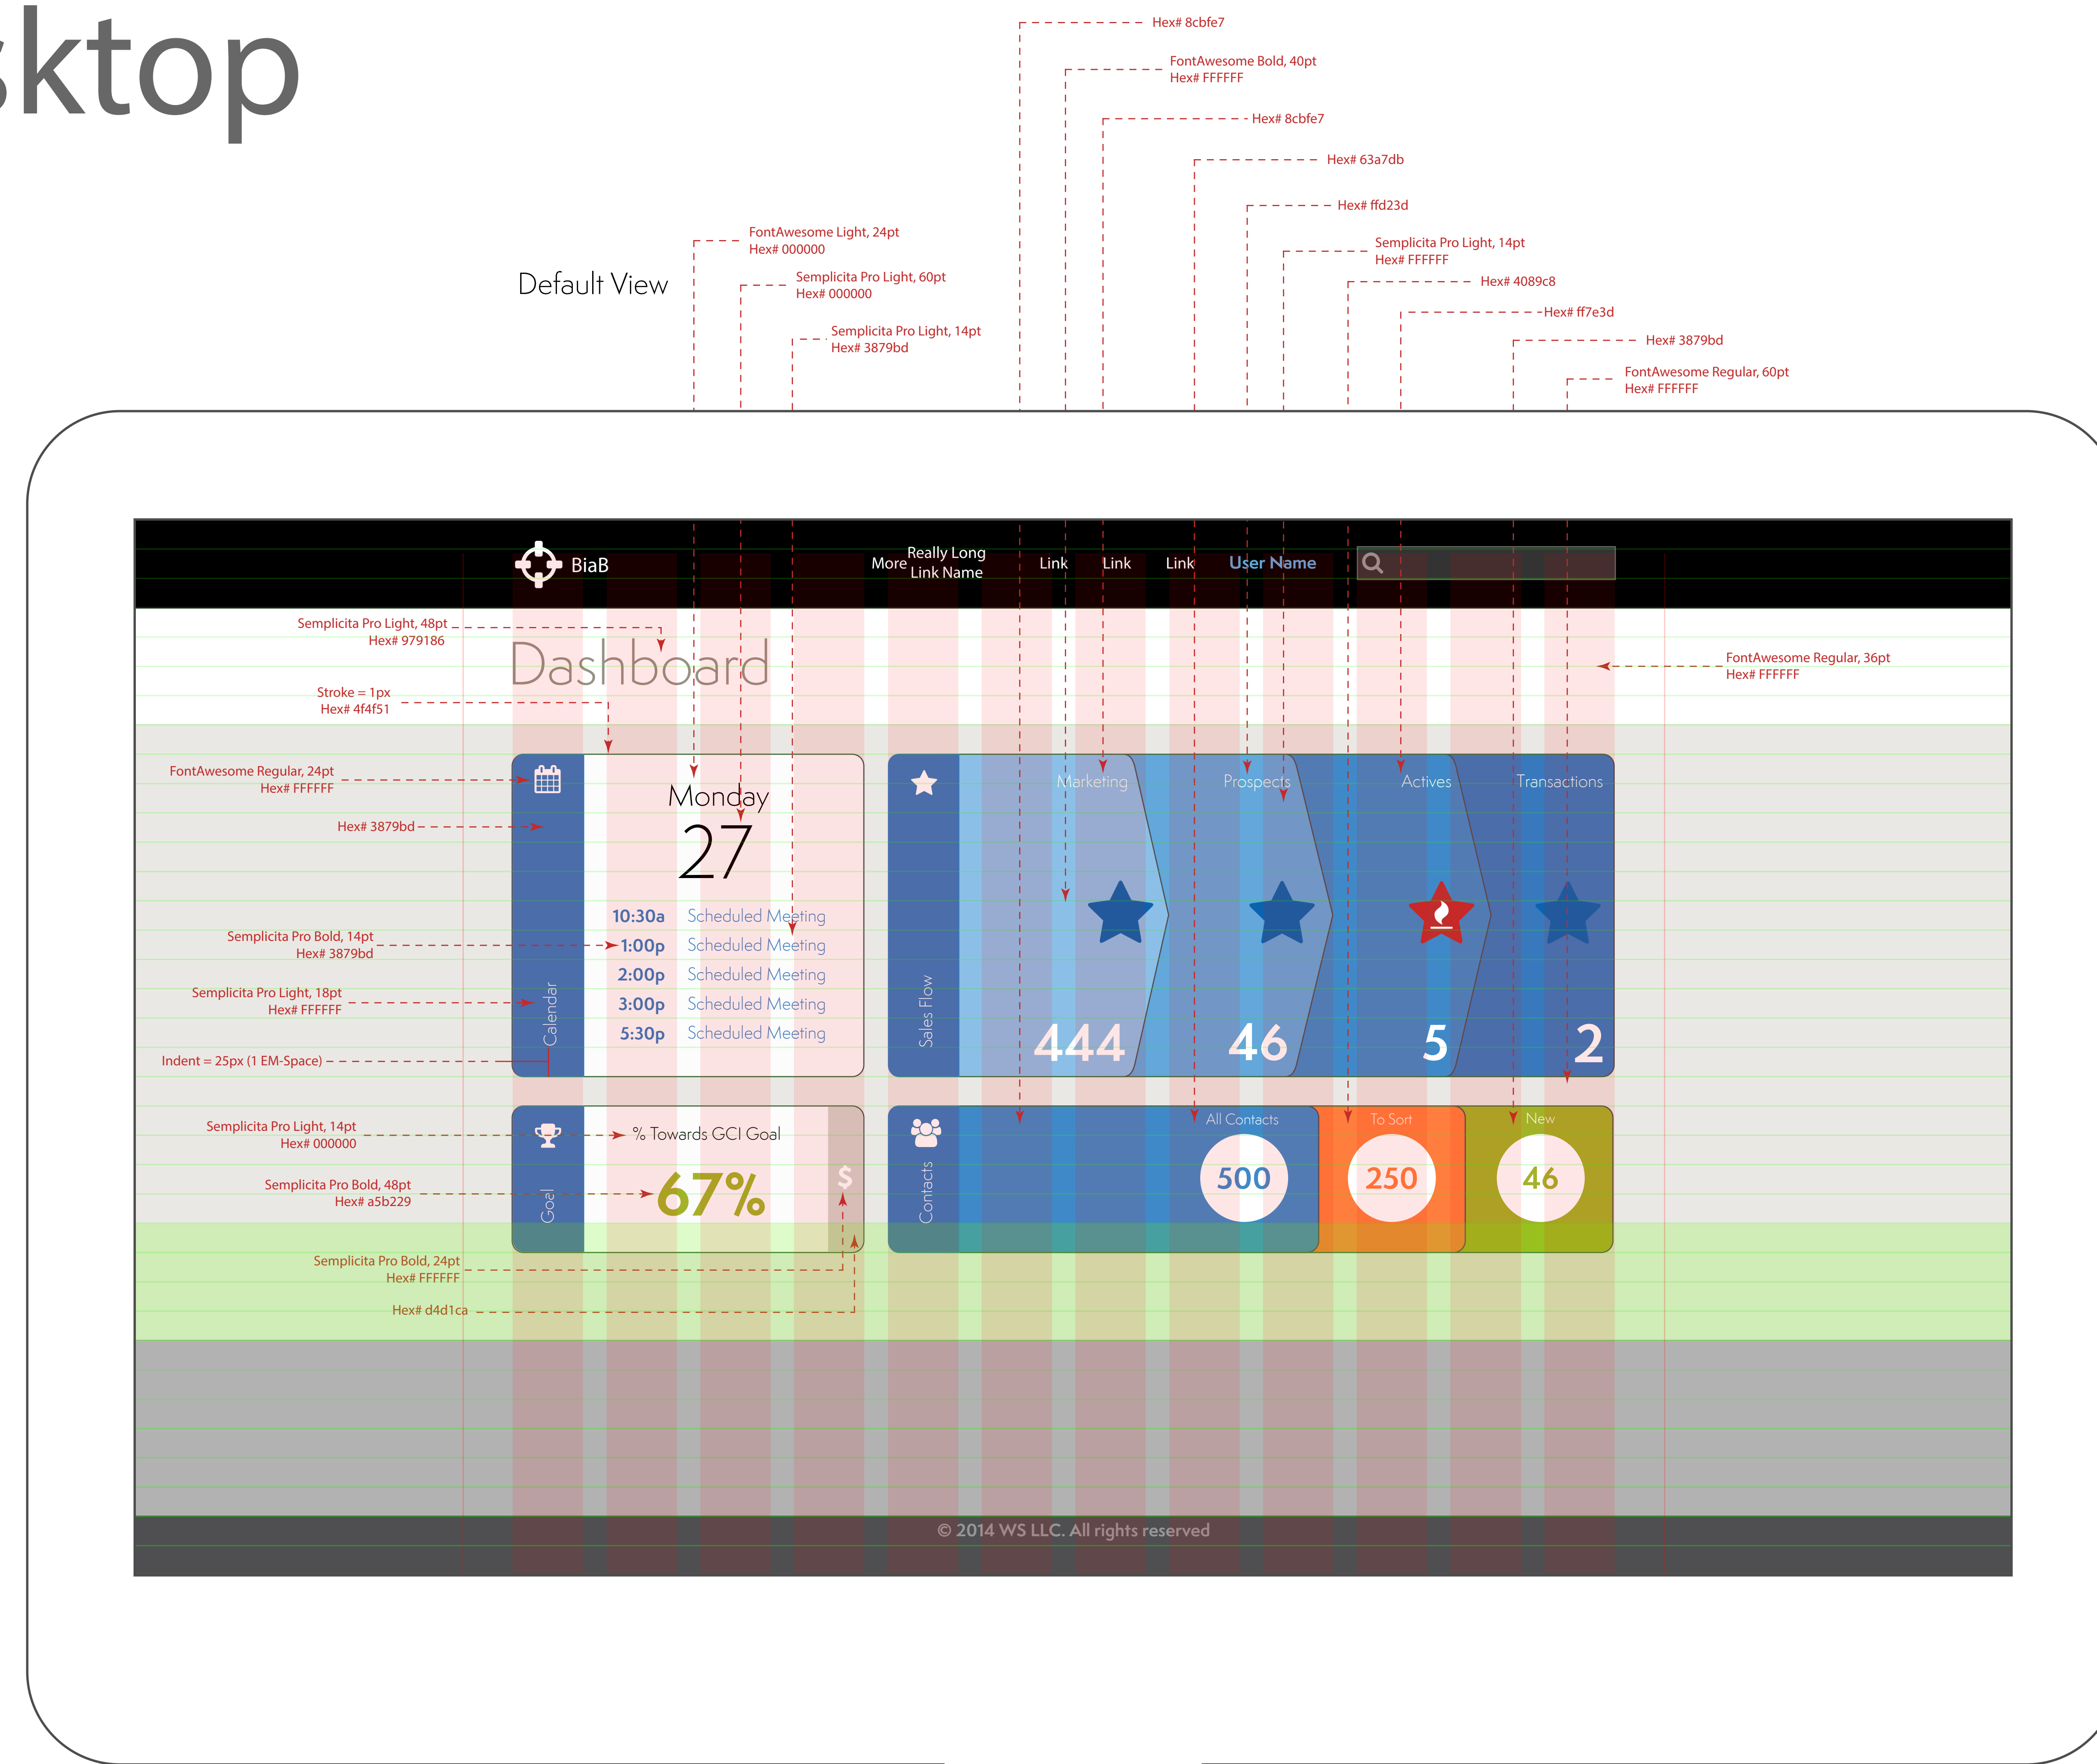 sktop
Hex# 8cbfe7
FontAwesome Bold, 40pt
Hex# FFFFFF
Hex# 8cbfe7
Hex# 63a7db
Hex# ffd23d
FontAwesome Light, 24pt
Hex# 000000
Semplicita Pro Light, 14pt
Hex# FFFFFF
Default View
Semplicita Pro Light, 60pt
Hex# 000000
Hex# 4089c8
Hex# ff7e3d
Semplicita Pro Light, 14pt
Hex# 3879bd
Hex# 3879bd
FontAwesome Regular, 60pt
Hex# FFFFFF
BiaB
More
Really Long
Link Name
Link
Link
Link
User Name
Semplicita Pro Light, 48pt
Hex# 979186
Dashboard
FontAwesome Regular, 36pt
Hex# FFFFFF
Stroke = 1px
Hex# 4f4f51
FontAwesome Regular, 24pt
Hex# FFFFFF
Hex# 3879bd
Semplicita Pro Bold, 14pt
Hex# 3879bd
Semplicita Pro Light, 18pt
Hex# FFFFFF
Indent = 25px (1 EM-Space)
Calendar
Monday
27
10:30a Scheduled Meeting
1:00p Scheduled Meeting
2:00p Scheduled Meeting
3:00p Scheduled Meeting
5:30p Scheduled Meeting
Sales Flow
Marketing
444
Prospects
46
Actives
5
Transactions
2
Semplicita Pro Light, 14pt
Hex# 000000
Semplicita Pro Bold, 48pt
Hex# a5b229
Goal
% Towards GCI Goal
67%
$
Contacts
All Contacts
500
To Sort
250
New
46
Semplicita Pro Bold, 24pt
Hex# FFFFFF
Hex# d4d1ca
© 2014 WS LLC. All rights reserved